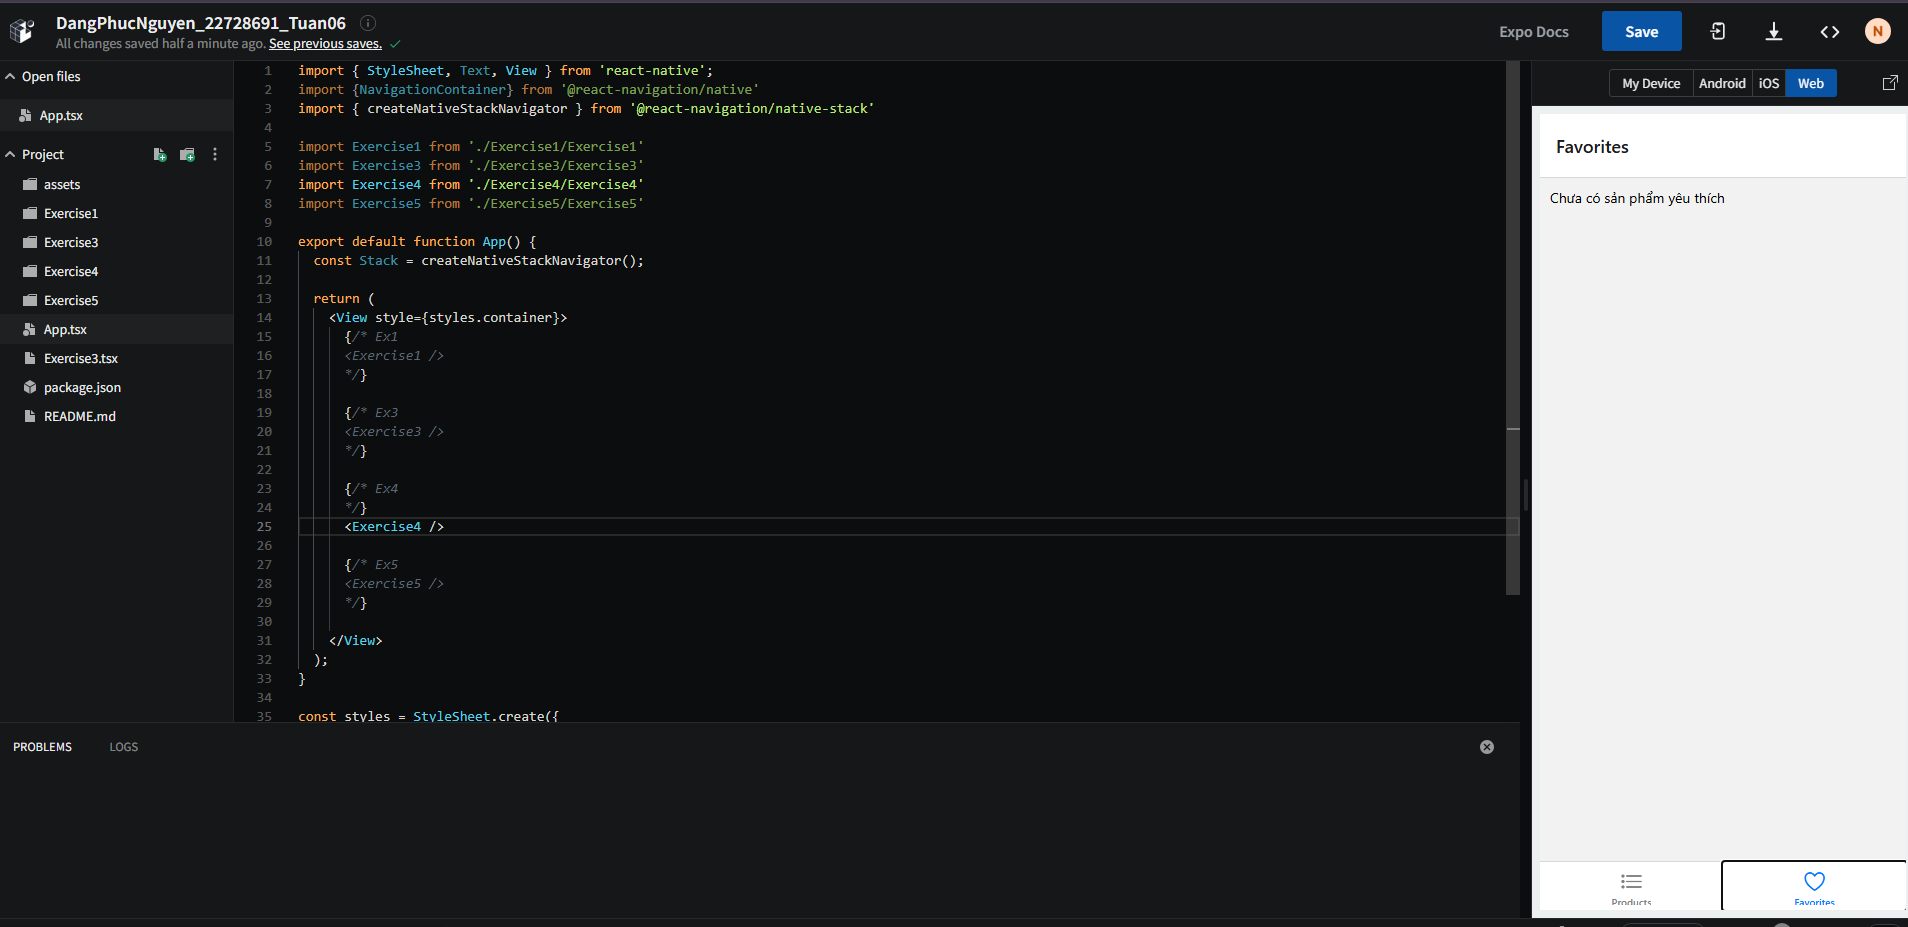 DangPhucNguyen_22728691_Tuan06
All changes saved half a minute ago. See previous saves.
Expo Docs
Save
N
Open files
App.tsx
Project
assets
Exercise1
Exercise3
Exercise4
Exercise5
App.tsx
Exercise3.tsx
package.json
README.md
1 import { StyleSheet, Text, View } from 'react-native';
2 import {NavigationContainer} from '@react-navigation/native'
3 import { createNativeStackNavigator } from '@react-navigation/native-stack'
4
5 import Exercise1 from './Exercise1/Exercise1'
6 import Exercise3 from './Exercise3/Exercise3'
7 import Exercise4 from './Exercise4/Exercise4'
8 import Exercise5 from './Exercise5/Exercise5'
9
10 export default function App() {
11 const Stack = createNativeStackNavigator();
12
13 return (
14 <View style={styles.container}>
15 {/* Ex1
16 <Exercise1 />
17 */}
18
19 {/* Ex3
20 <Exercise3 />
21 */}
22
23 {/* Ex4
24 */}
25 <Exercise4 />
26
27 {/* Ex5
28 <Exercise5 />
29 */}
30
31 </View>
32 );
33 }
34
35 const styles = StyleSheet.create({
PROBLEMS LOGS
My Device Android iOS Web
Favorites
Chưa có sản phẩm yêu thích
Products
Favorites